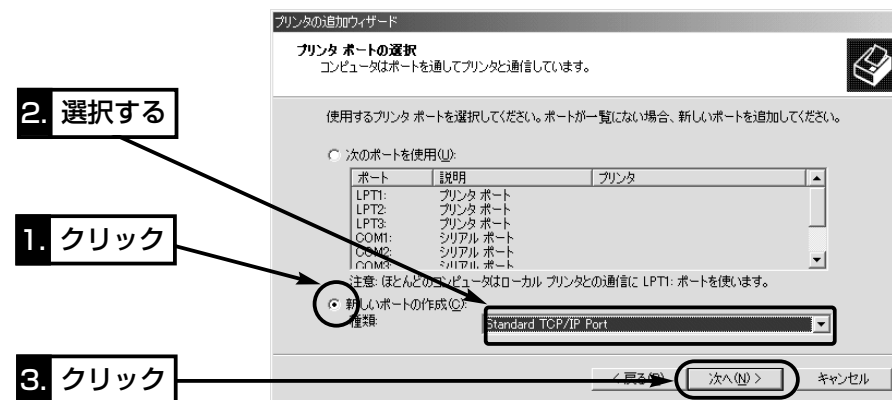 プリンタの追加ウィザード
プリンタ ポートの選択
コンピュータはポートを通してプリンタと通信しています。
2. 選択する
使用するプリンタ ポートを選択してください。ポートが一覧にない場合、新しいポートを追加してください。
次のポートを使用(U):
ポート 説明 プリンタ
LPT1: プリンタ ポート
LPT2: プリンタ ポート
LPT3: プリンタ ポート
1. クリック
COM1: シリアル ポート
COM2: シリアル ポート
COM3: シリアル ポート
注意: ほとんどのコンピュータはローカル プリンタとの通信に LPT1: ポートを使います。
新しいポートの作成(C):
種類: Standard TCP/IP Port
3. クリック
< 戻る(B) 次へ(N) > キャンセル